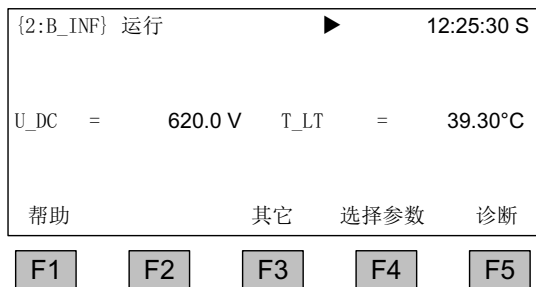 {2:B_INF} 运行 ▶ 12:25:30 S
U_DC = 620.0 V T_LT = 39.30°C
帮助 其它 选择参数 诊断
F1 F2 F3 F4 F5